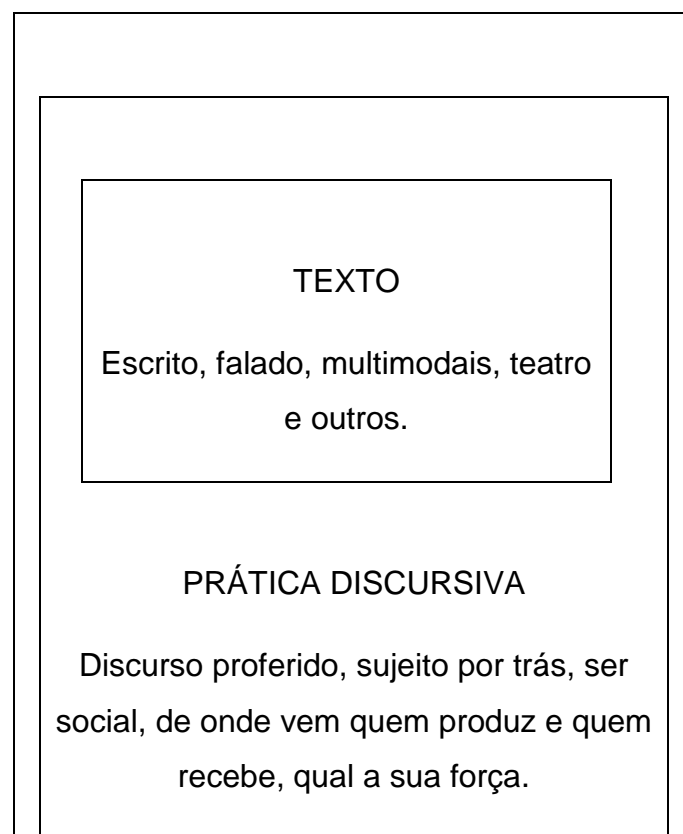 TEXTO
Escrito, falado, multimodais, teatro
e outros.
PRÁTICA DISCURSIVA
Discurso proferido, sujeito por trás, ser
social, de onde vem quem produz e quem
recebe, qual a sua força.